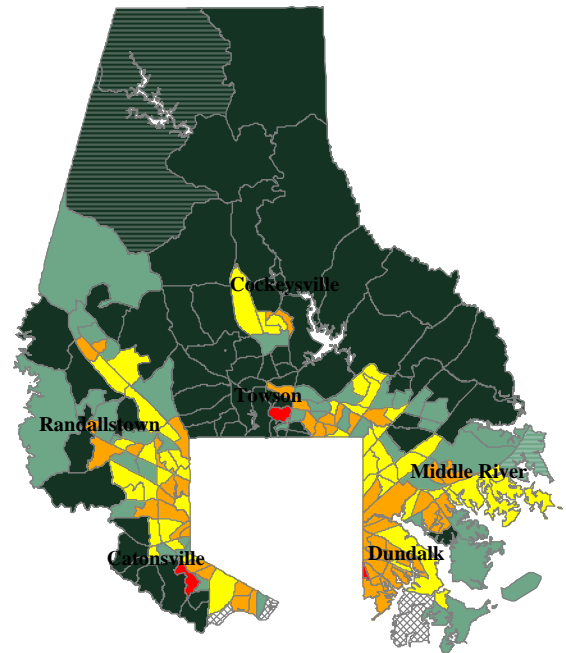 Cockeysville
Towson
Randallstown
Middle River
Catonsville
Dundalk